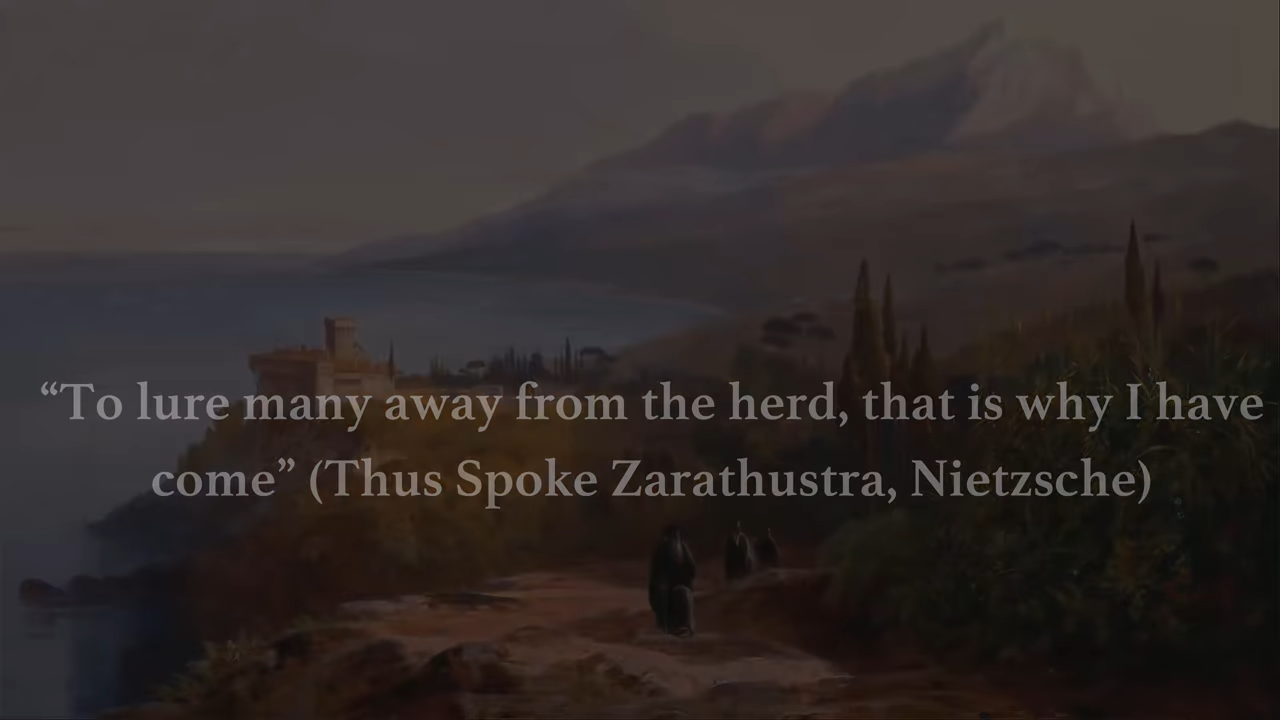 “To lure many away from the herd, that is why I have
come” (Thus Spoke Zarathustra, Nietzsche)